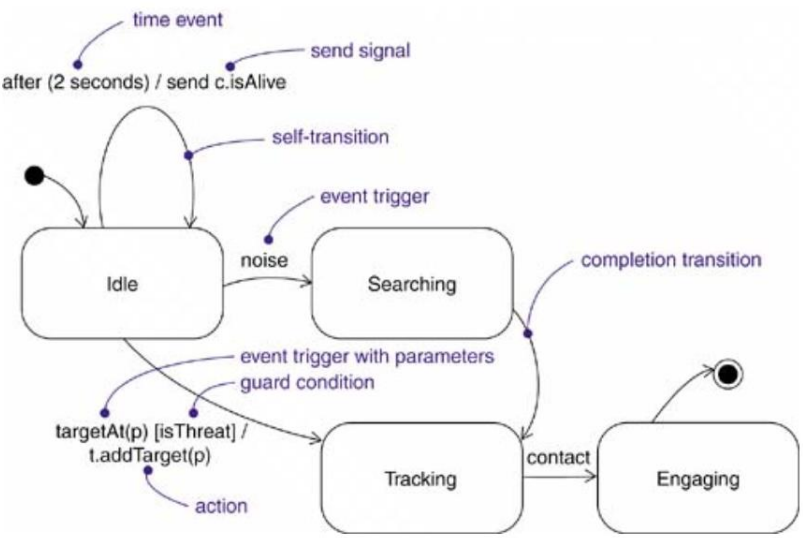 time event
send signal
after (2 seconds) / send c.isAlive
self-transition
event trigger
noise
completion transition
Idle
Searching
event trigger with parameters
guard condition
targetAt(p) [isThreat] /
t.addTarget(p)
action
Tracking
contact
Engaging